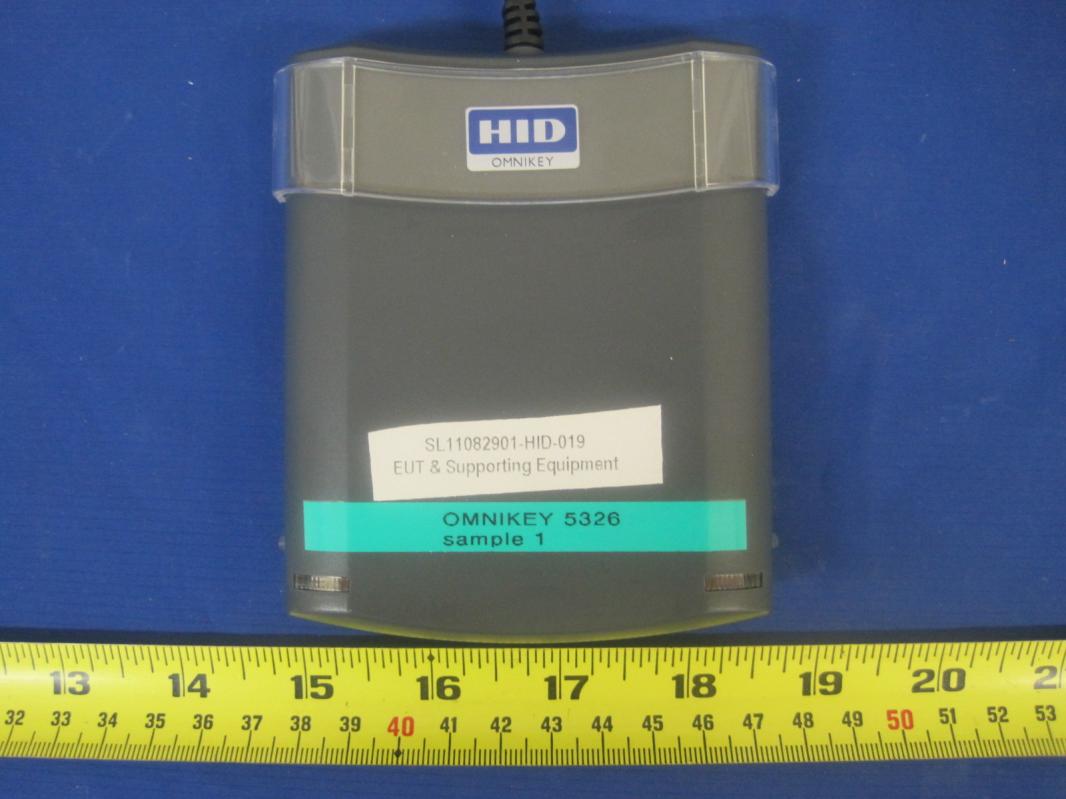 HID
OMNIKEY
SL11082901-HID-019
EUT & Supporting Equipment
OMNIKEY 5326
sample 1
13 14 15 16 17 18 19 20
32 33 34 35 36 37 38 39 40 41 42 43 44 45 46 47 48 49 50 51 52 53